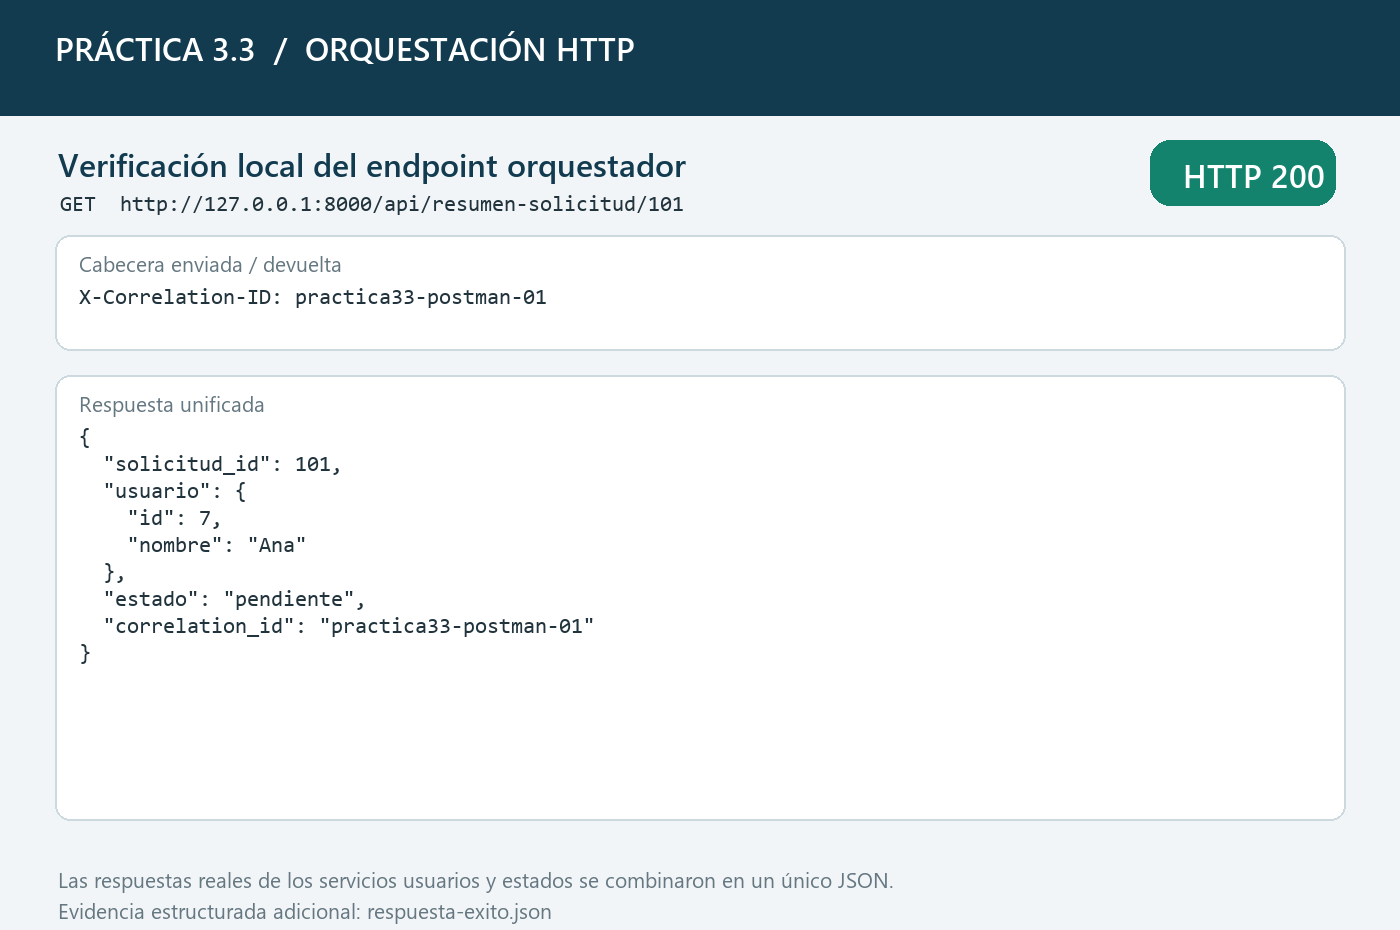 PRÁCTICA 3.3 / ORQUESTACIÓN HTTP
Verificación local del endpoint orquestador
HTTP 200
GET  http://127.0.0.1:8000/api/resumen-solicitud/101
Cabecera enviada / devuelta
X-Correlation-ID: practica33-postman-01
Respuesta unificada
{
  "solicitud_id": 101,
  "usuario": {
    "id": 7,
    "nombre": "Ana"
  },
  "estado": "pendiente",
  "correlation_id": "practica33-postman-01"
}
Las respuestas reales de los servicios usuarios y estados se combinaron en un único JSON.
Evidencia estructurada adicional: respuesta-exito.json